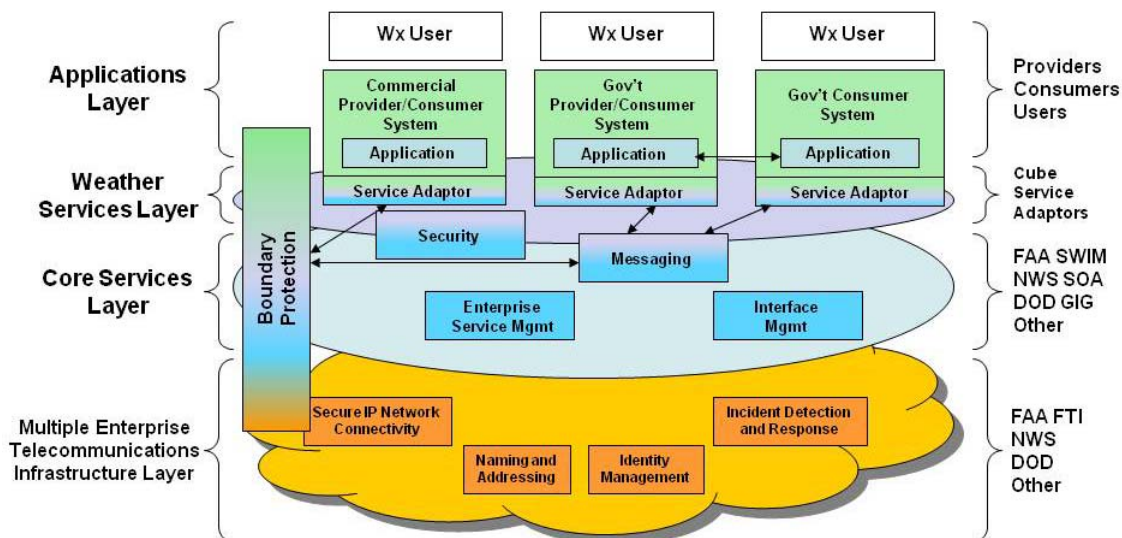 Wx User
Wx User
Wx User
Applications
Layer
Commercial
Provider/Consumer
System
Application
Service Adaptor
Gov't
Provider/Consumer
System
Application
Service Adaptor
Gov't Consumer
System
Application
Service Adaptor
Providers
Consumers
Users
Weather
Services Layer
Cube
Service
Adaptors
Boundary
Protection
Security
Messaging
Core Services
Layer
Enterprise
Service Mgmt
Interface
Mgmt
FAA SWIM
NWS SOA
DOD GIG
Other
Multiple Enterprise
Telecommunications
Infrastructure Layer
Secure IP Network
Connectivity
Naming and
Addressing
Identity
Management
Incident Detection
and Response
FAA FTI
NWS
DOD
Other